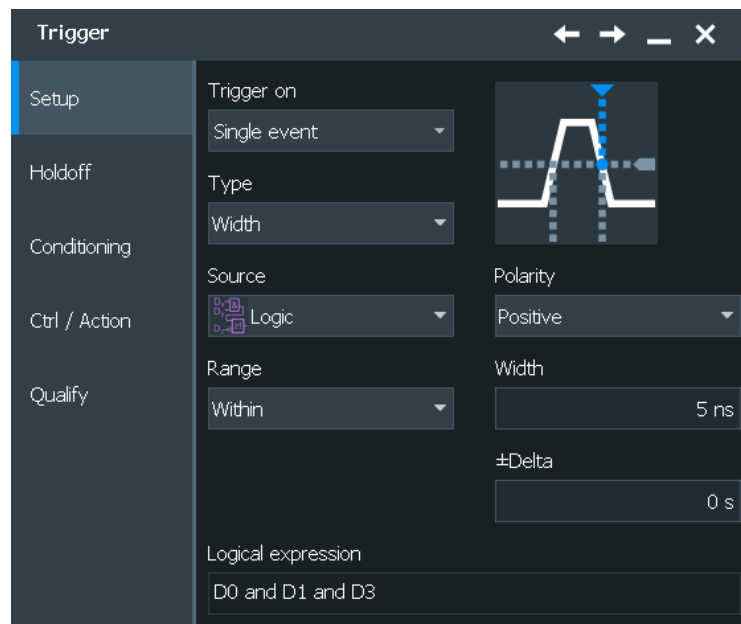 Trigger
Setup
Holdoff
Conditioning
Ctrl / Action
Qualify
Trigger on
Single event
Type
Width
Source
Logic
Polarity
Positive
Range
Within
Width
5 ns
±Delta
0 s
Logical expression
D0 and D1 and D3